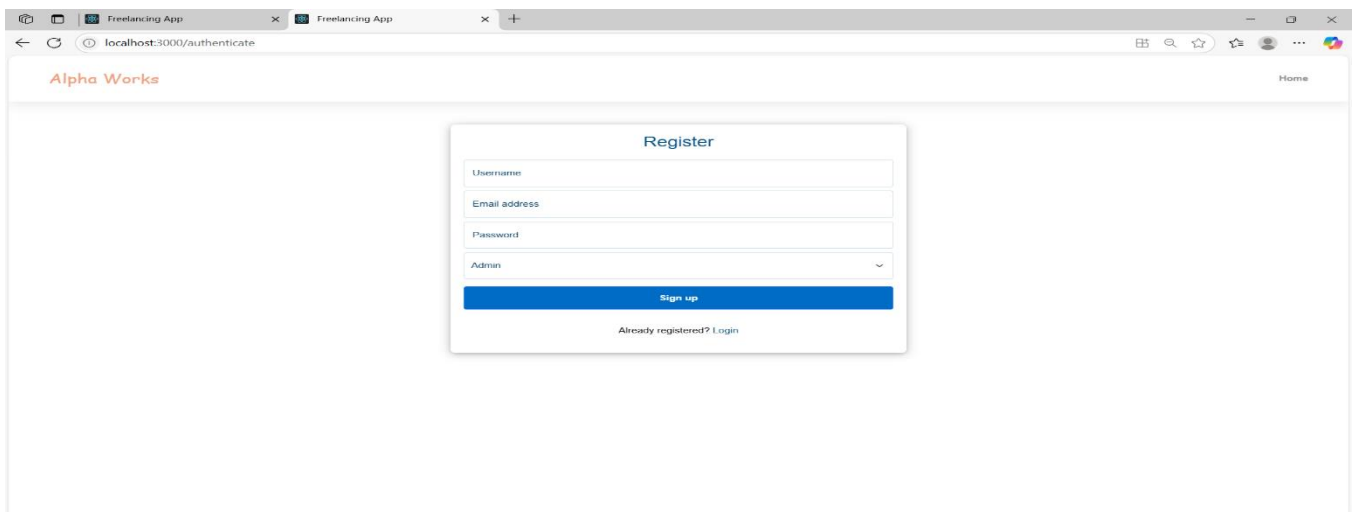 Freelancing App Freelancing App
localhost:3000/authenticate
Alpha Works Home
Register
Username
Email address
Password
Admin
Sign up
Already registered? Login